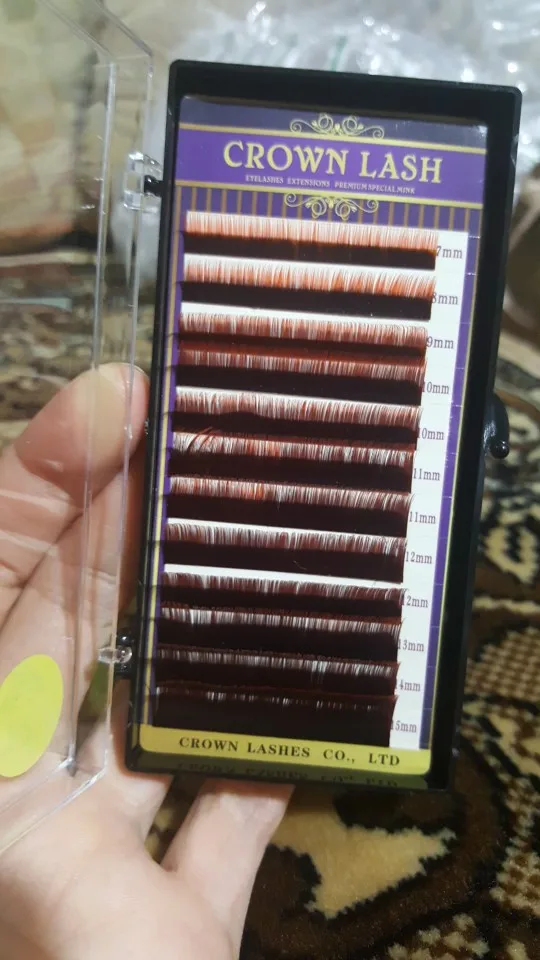 CROWN LASH
EYELASHES EXTENSIONS PREMIUM SPECIAL MINK
7mm
8mm
9mm
10mm
10mm
11mm
11mm
12mm
12mm
13mm
14mm
15mm
CROWN LASHES CO., LTD